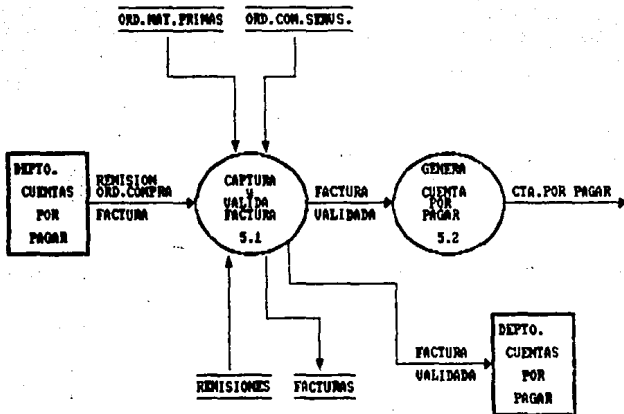 ORD.MAT.PRIMAS
ORD.COM.SERVS.
DEPTO.
CUENTAS
POR
PAGAR
REMISION
ORD.COMPRA
FACTURA
CAPTURA
Y
VALIDA
FACTURA
5.1
FACTURA
VALIDADA
GENERA
CUENTA
POR
PAGAR
5.2
CTA.POR PAGAR
REMISIONES
FACTURAS
FACTURA
VALIDADA
DEPTO.
CUENTAS
POR
PAGAR